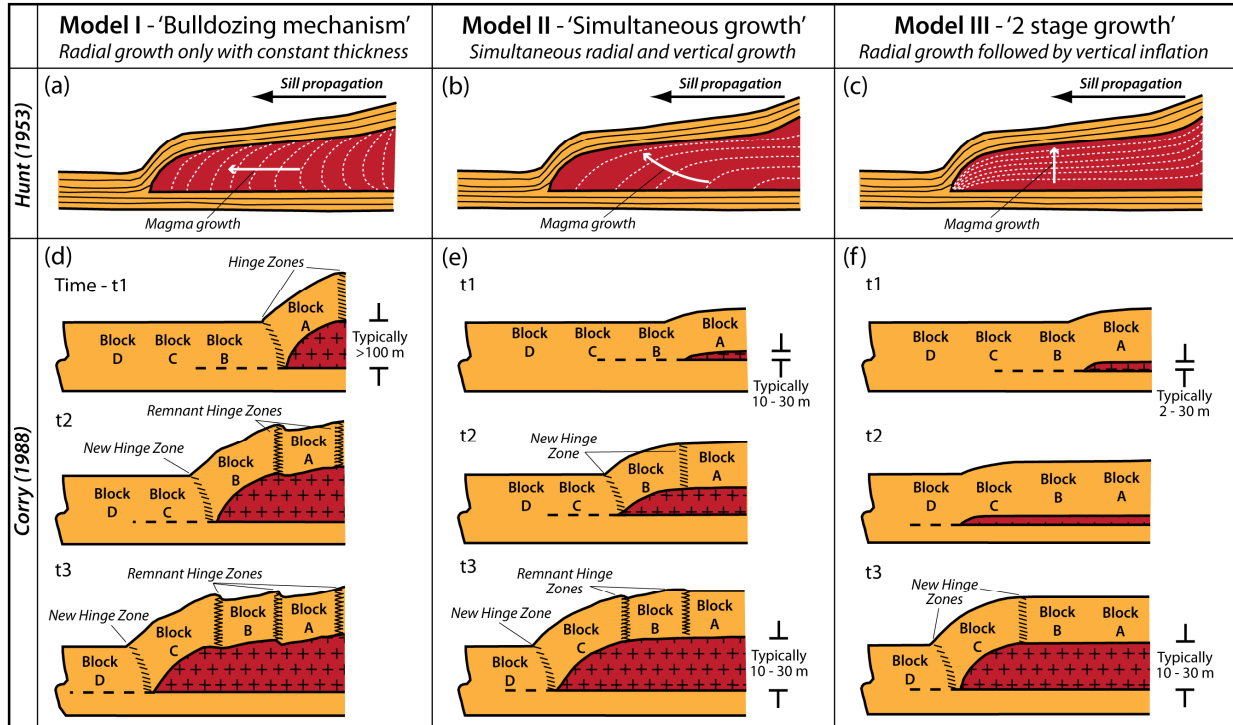 Model I - ‘Bulldozing mechanism’
Radial growth only with constant thickness
Model II - ‘Simultaneous growth’
Simultaneous radial and vertical growth
Model III - ‘2 stage growth’
Radial growth followed by vertical inflation
Hunt (1953)
(a)
Sill propagation
Magma growth
(b)
Sill propagation
Magma growth
(c)
Sill propagation
Magma growth
Corry (1988)
(d)
Hinge Zones
Time - t1
Block
D
Block
C
Block
B
Block
A
Typically
>100 m
t2
Remnant Hinge Zones
New Hinge Zone
Block
D
Block
C
Block
B
Block
A
t3
Remnant Hinge Zones
New Hinge Zone
Block
D
Block
C
Block
B
Block
A
(e)
t1
Block
D
Block
C
Block
B
Block
A
Typically
10 - 30 m
t2
New Hinge
Zone
Block
D
Block
C
Block
B
Block
A
t3
Remnant Hinge
Zones
New Hinge Zone
Block
D
Block
C
Block
B
Block
A
Typically
10 - 30 m
(f)
t1
Block
D
Block
C
Block
B
Block
A
Typically
2 - 30 m
t2
Block
D
Block
C
Block
B
Block
A
t3
New Hinge
Zones
Block
D
Block
C
Block
B
Block
A
Typically
10 - 30 m